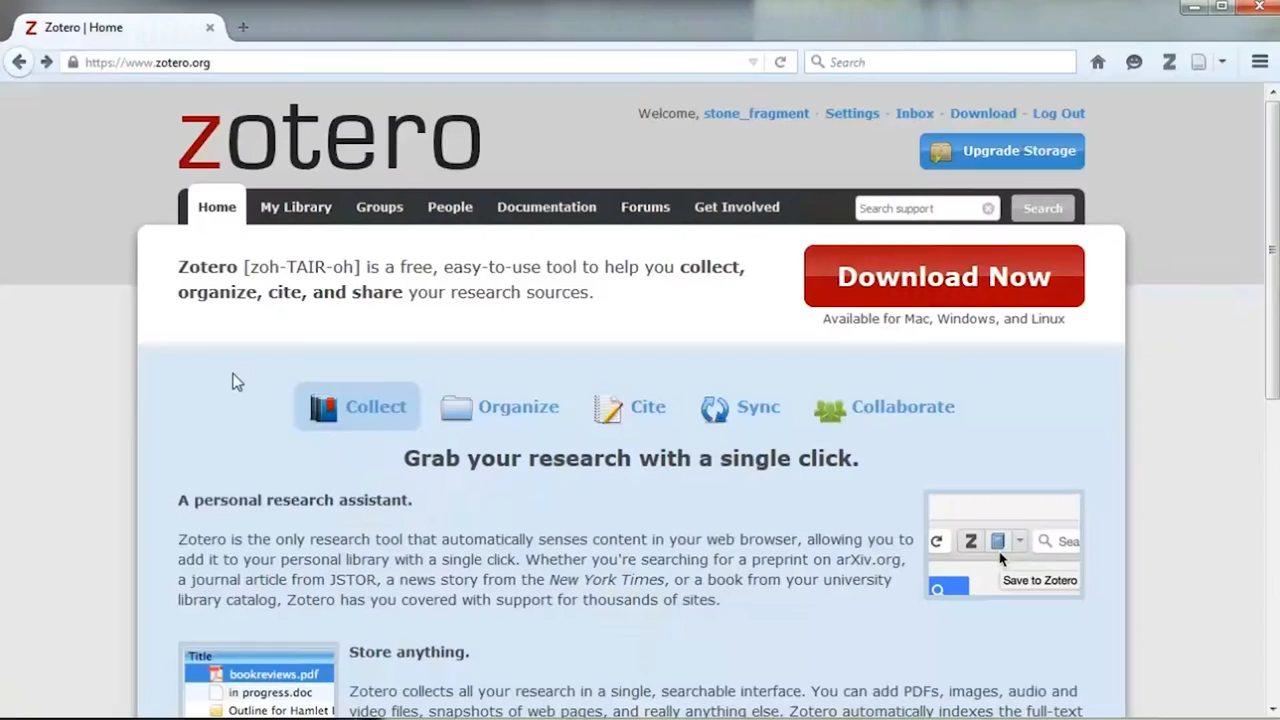 Zotero | Home
https://www.zotero.org
Search
zotero
Welcome, stone_fragment · Settings · Inbox · Download · Log Out
Upgrade Storage
Home My Library Groups People Documentation Forums Get Involved
Search support
Search
Zotero [zoh-TAIR-oh] is a free, easy-to-use tool to help you collect,
organize, cite, and share your research sources.
Download Now
Available for Mac, Windows, and Linux
Collect Organize Cite Sync Collaborate
Grab your research with a single click.
A personal research assistant.
Zotero is the only research tool that automatically senses content in your web browser, allowing you to
add it to your personal library with a single click. Whether you're searching for a preprint on arXiv.org,
a journal article from JSTOR, a news story from the New York Times, or a book from your university
library catalog, Zotero has you covered with support for thousands of sites.
Z
Sea
Save to Zotero
Title
bookreviews.pdf
in progress.doc
Outline for Hamlet
Store anything.
Zotero collects all your research in a single, searchable interface. You can add PDFs, images, audio and
video files, snapshots of web pages, and really anything else. Zotero automatically indexes the full-text